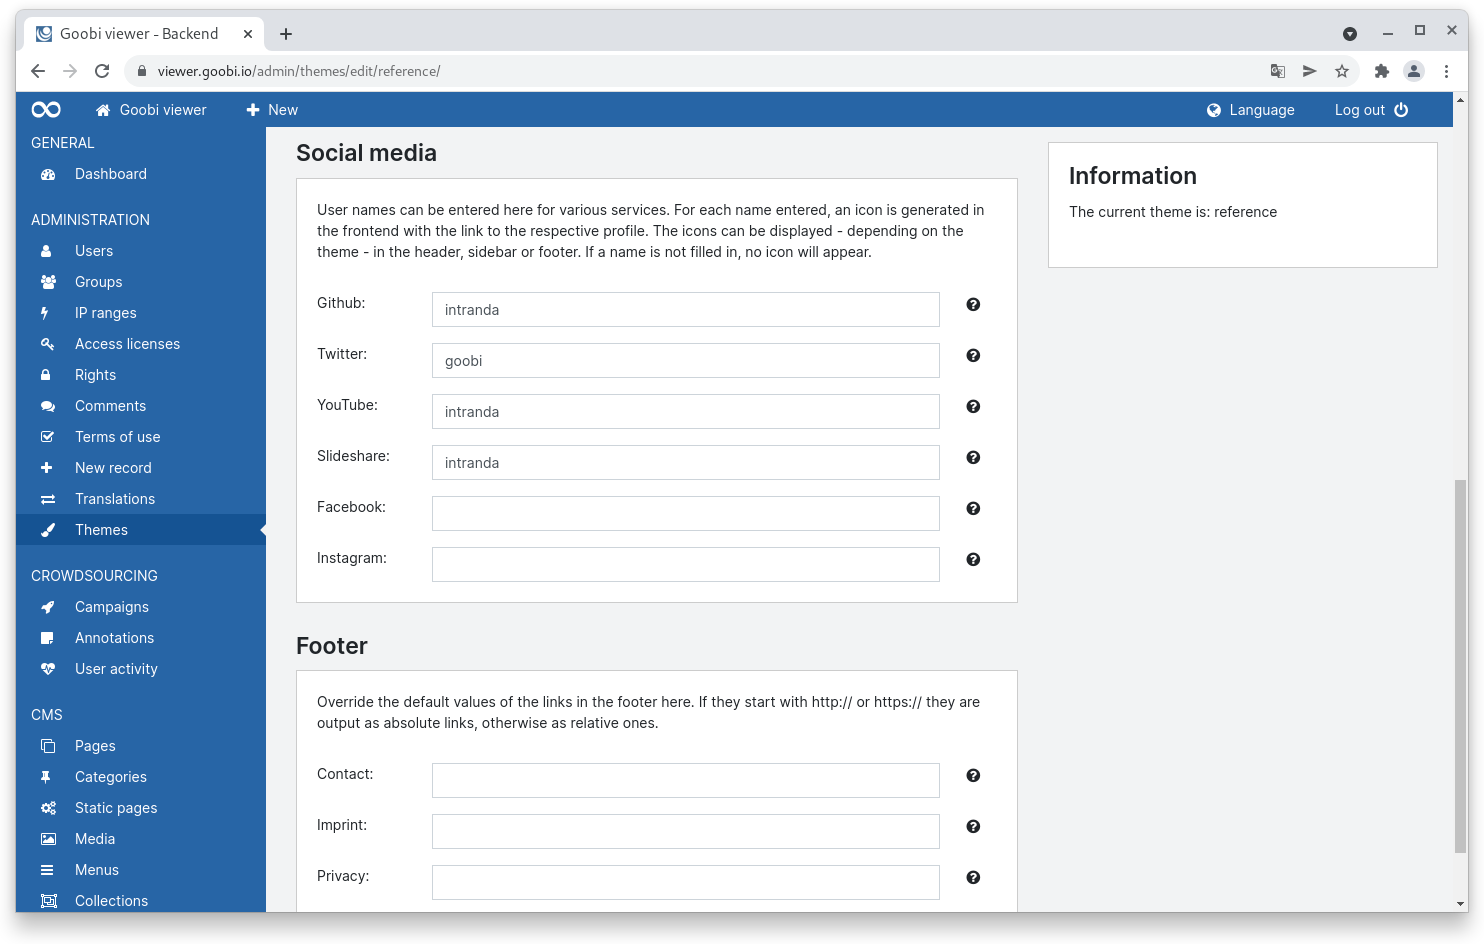 Goobi viewer - Backend
viewer.goobi.io/admin/themes/edit/reference/
Goobi viewer
New
Language
Log out
GENERAL
Dashboard
ADMINISTRATION
Users
Groups
IP ranges
Access licenses
Rights
Comments
Terms of use
New record
Translations
Themes
CROWDSOURCING
Campaigns
Annotations
User activity
CMS
Pages
Categories
Static pages
Media
Menus
Collections
Social media
User names can be entered here for various services. For each name entered, an icon is generated in
the frontend with the link to the respective profile. The icons can be displayed - depending on the
theme - in the header, sidebar or footer. If a name is not filled in, no icon will appear.
Github: intranda
Twitter: goobi
YouTube: intranda
Slideshare: intranda
Facebook:
Instagram:
Footer
Override the default values of the links in the footer here. If they start with http:// or https:// they are
output as absolute links, otherwise as relative ones.
Contact:
Imprint:
Privacy:
Information
The current theme is: reference